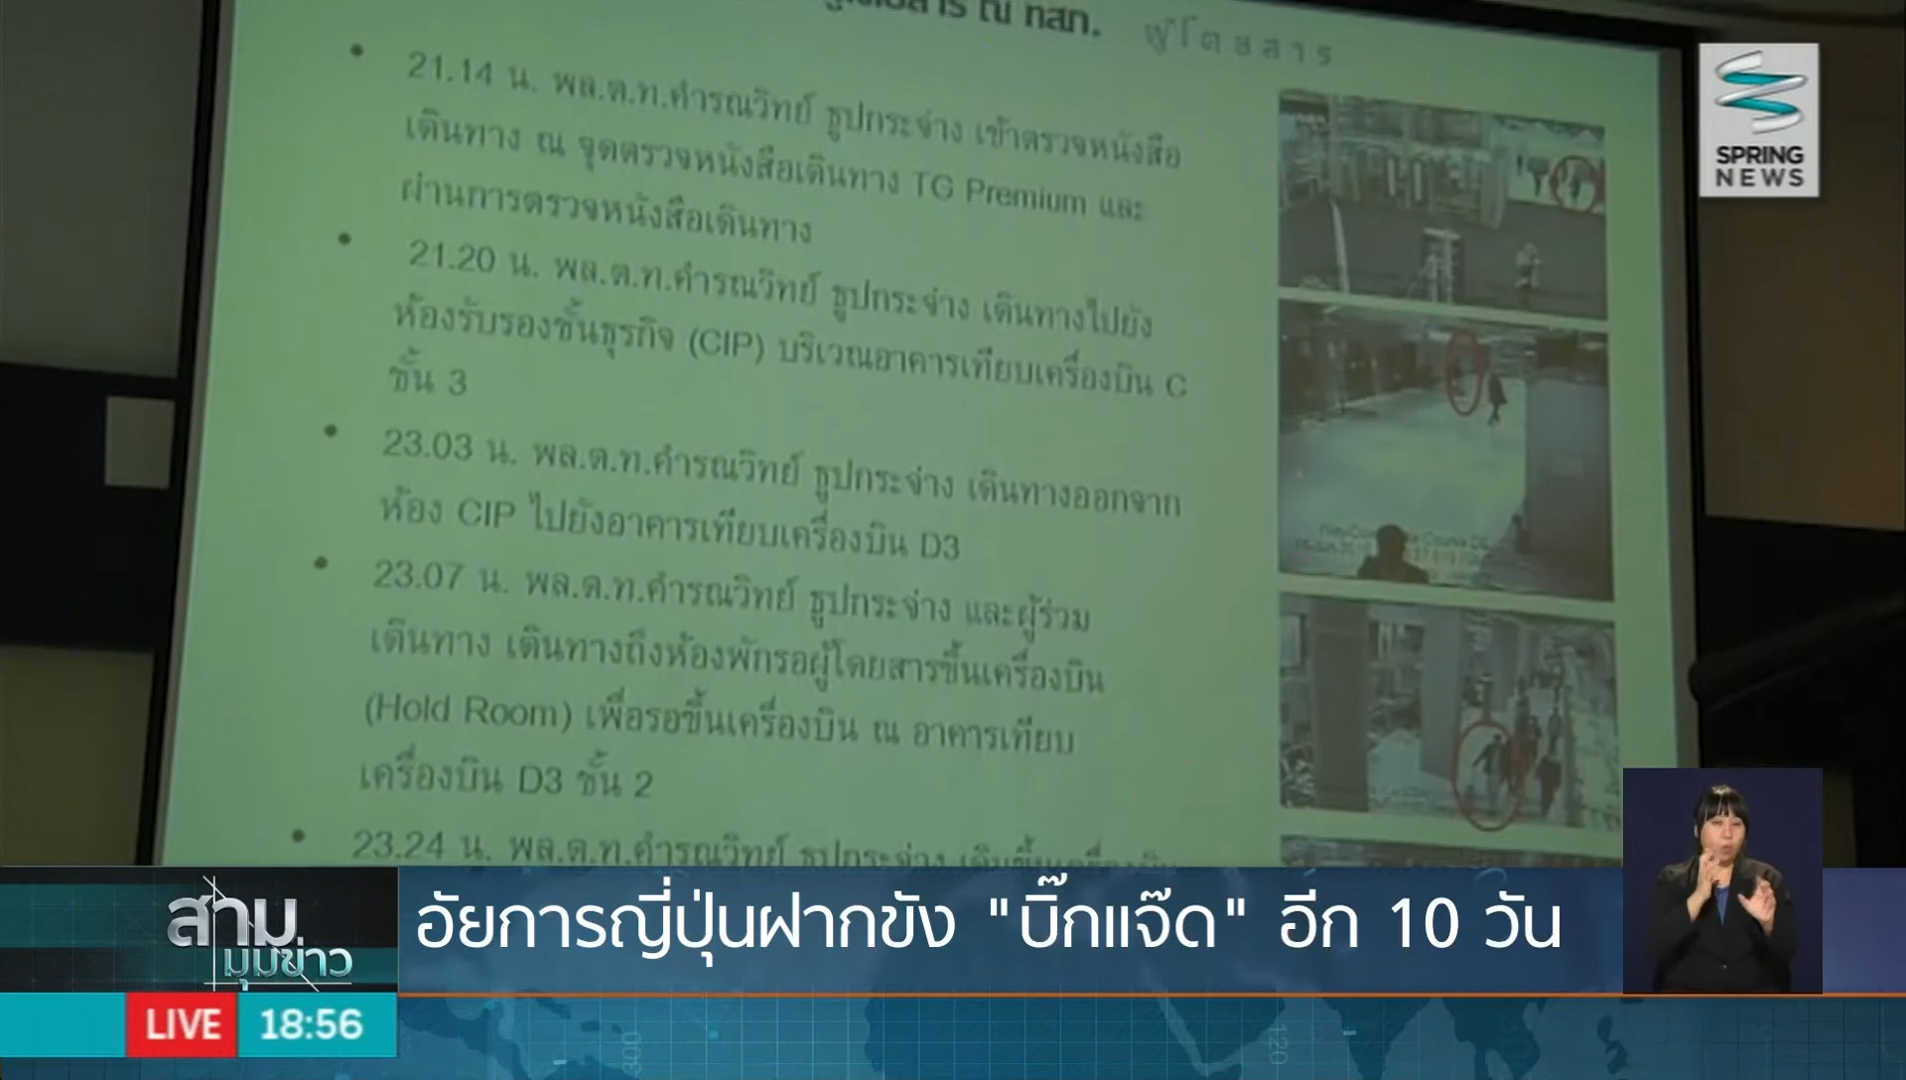 ณ ทสภ. ผู้โดยสาร
21.14 น. พล.ต.ท.คำรณวิทย์ ธูปกระจ่าง เข้าตรวจหนังสือ
เดินทาง ณ จุดตรวจหนังสือเดินทาง TG Premium และ
ผ่านการตรวจหนังสือเดินทาง
21.20 น. พล.ต.ท.คำรณวิทย์ ธูปกระจ่าง เดินทางไปยัง
ห้องรับรองชั้นธุรกิจ (CIP) บริเวณอาคารเทียบเครื่องบิน C
ชั้น 3
23.03 น. พล.ต.ท.คำรณวิทย์ ธูปกระจ่าง เดินทางออกจาก
ห้อง CIP ไปยังอาคารเทียบเครื่องบิน D3
23.07 น. พล.ต.ท.คำรณวิทย์ ธูปกระจ่าง และผู้ร่วม
เดินทาง เดินทางถึงห้องพักรอผู้โดยสารขึ้นเครื่องบิน
(Hold Room) เพื่อรอขึ้นเครื่องบิน ณ อาคารเทียบ
เครื่องบิน D3 ชั้น 2
23.24 น. พล.ต.ท.คำรณวิทย์ ธูปกระจ่าง เดินขึ้นเครื่องบิน
SPRING
NEWS
สาม
มุมข่าว
อัยการญี่ปุ่นฝากขัง "บิ๊กแจ๊ด" อีก 10 วัน
LIVE 18:56